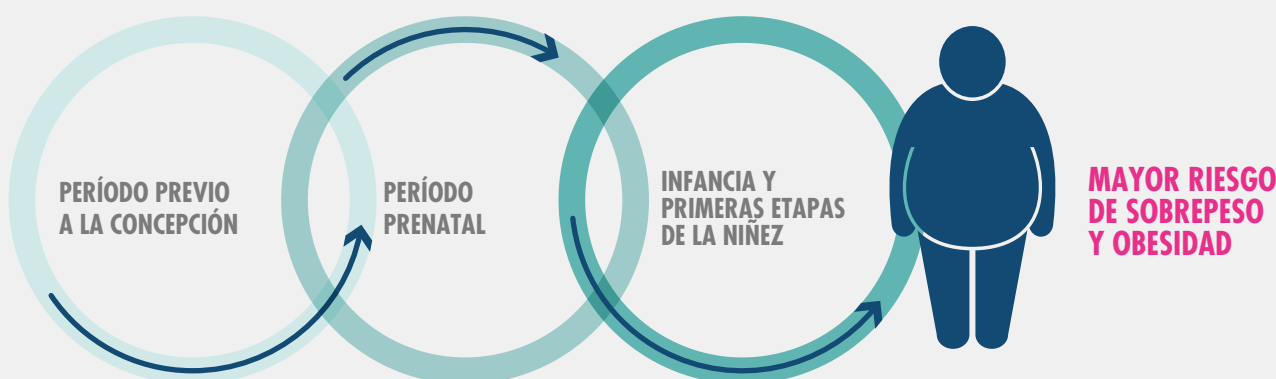 PERÍODO PREVIO
A LA CONCEPCIÓN
PERÍODO
PRENATAL
INFANCIA Y
PRIMERAS ETAPAS
DE LA NIÑEZ
MAYOR RIESGO
DE SOBREPESO
Y OBESIDAD